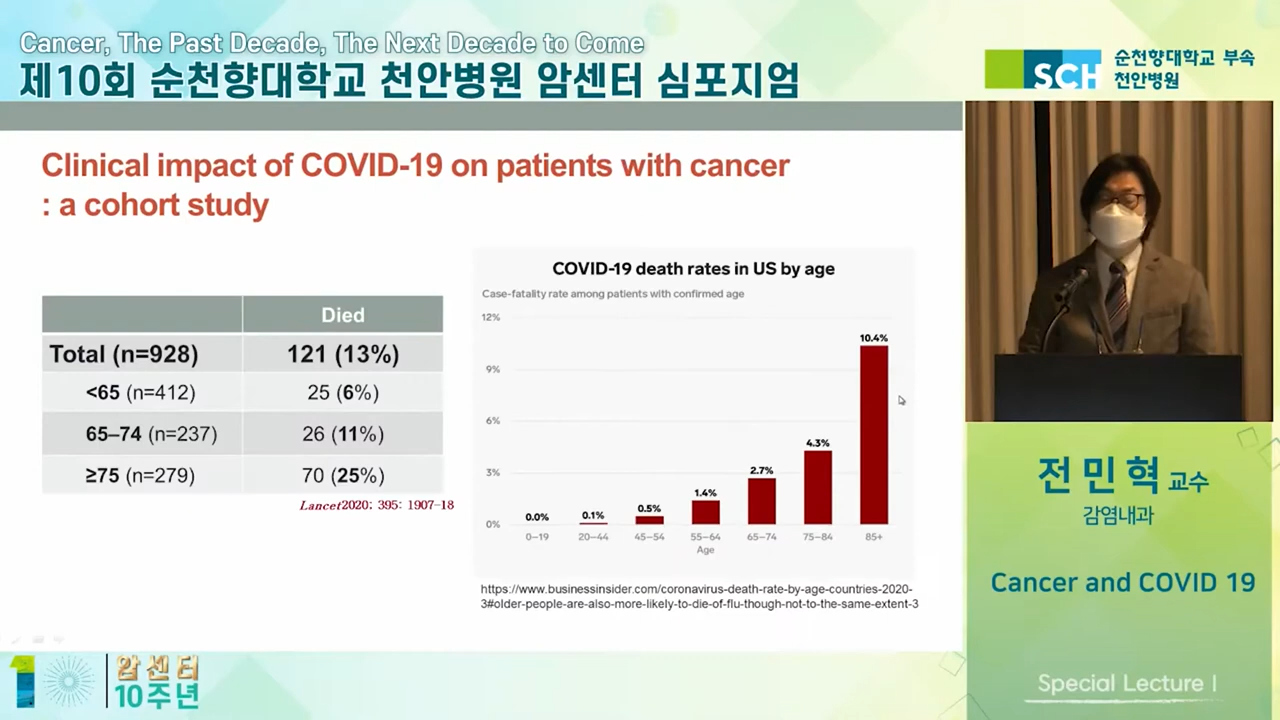 Cancer, The Past Decade, The Next Decade to Come
제10회 순천향대학교 천안병원 암센터 심포지엄
SCH
순천향대학교 부속
천안병원
Clinical impact of COVID-19 on patients with cancer
: a cohort study
Died
Total (n=928) 121 (13%)
<65 (n=412) 25 (6%)
65–74 (n=237) 26 (11%)
≥75 (n=279) 70 (25%)
Lancet 2020; 395: 1907-18
COVID-19 death rates in US by age
Case-fatality rate among patients with confirmed age
12%
9%
6%
3%
0%
0.0%
0.1%
0.5%
1.4%
2.7%
4.3%
10.4%
0–19 20–44 45–54 55–64 65–74 75–84 85+
Age
https://www.businessinsider.com/coronavirus-death-rate-by-age-countries-2020-
3#older-people-are-also-more-likely-to-die-of-flu-though-not-to-the-same-extent-3
전민혁 교수
감염내과
Cancer and COVID 19
Special Lecture I
10
암센터
10주년